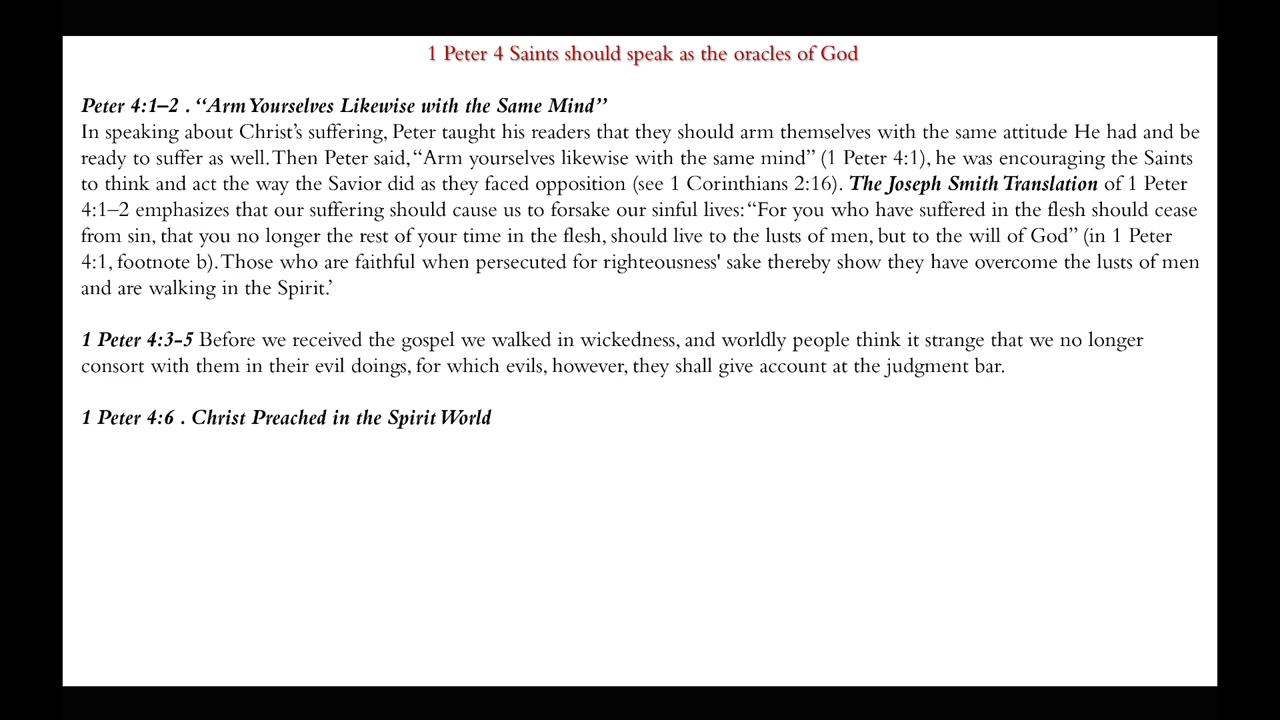 1 Peter 4 Saints should speak as the oracles of God
Peter 4:1–2 . “Arm Yourselves Likewise with the Same Mind”
In speaking about Christ’s suffering, Peter taught his readers that they should arm themselves with the same attitude He had and be
ready to suffer as well. Then Peter said, “Arm yourselves likewise with the same mind” (1 Peter 4:1), he was encouraging the Saints
to think and act the way the Savior did as they faced opposition (see 1 Corinthians 2:16). The Joseph Smith Translation of 1 Peter
4:1–2 emphasizes that our suffering should cause us to forsake our sinful lives: “For you who have suffered in the flesh should cease
from sin, that you no longer the rest of your time in the flesh, should live to the lusts of men, but to the will of God” (in 1 Peter
4:1, footnote b). Those who are faithful when persecuted for righteousness' sake thereby show they have overcome the lusts of men
and are walking in the Spirit.’
1 Peter 4:3-5 Before we received the gospel we walked in wickedness, and worldly people think it strange that we no longer
consort with them in their evil doings, for which evils, however, they shall give account at the judgment bar.
1 Peter 4:6 . Christ Preached in the Spirit World